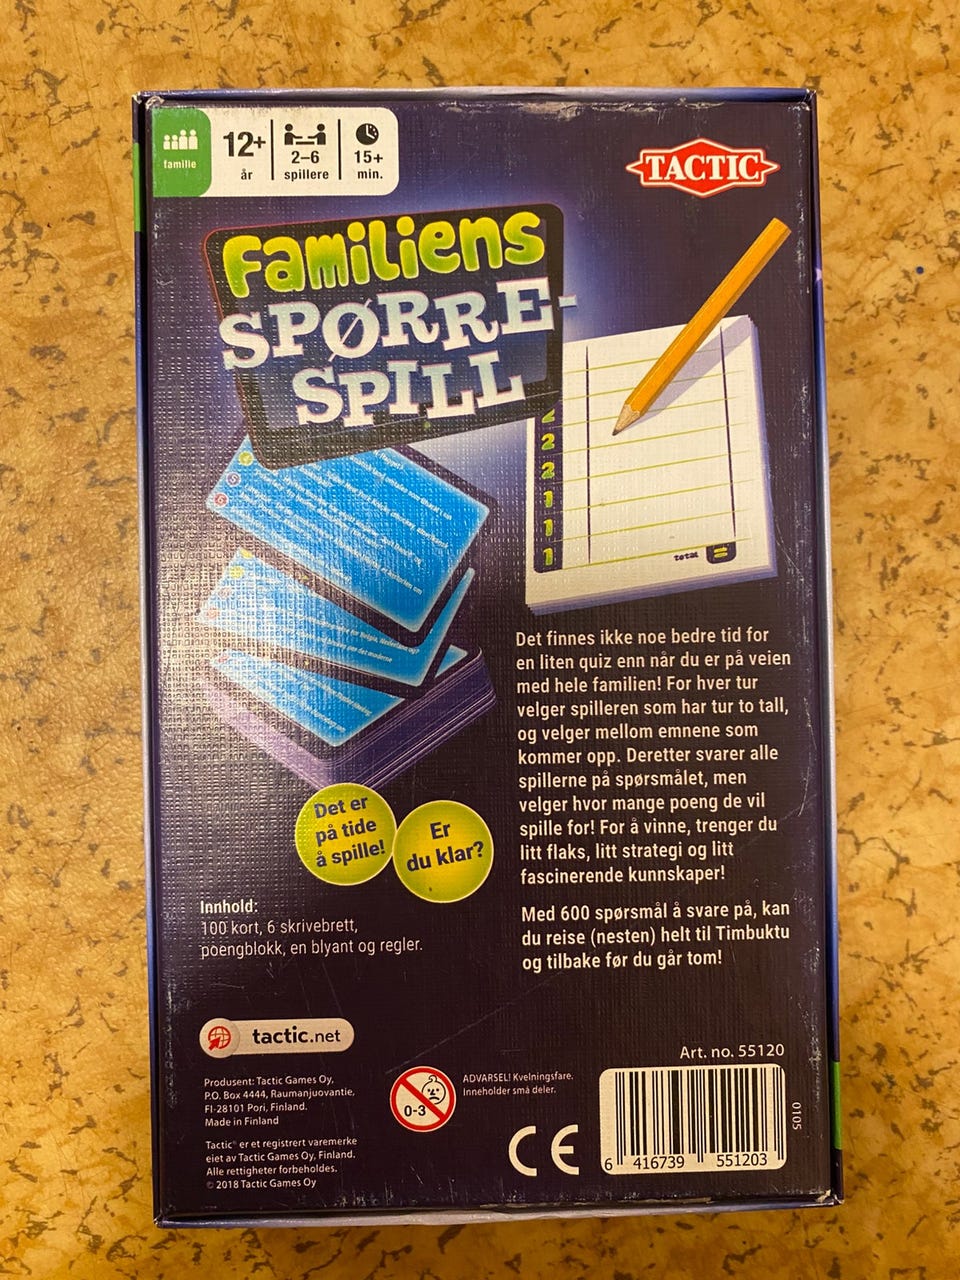 familie
12+
år
2–6
spillere
15+
min.
TACTIC
Familiens
SPØRRE-
SPILL
2
2
2
1
1
1
total
Det finnes ikke noe bedre tid for
en liten quiz enn når du er på veien
med hele familien! For hver tur
velger spilleren som har tur to tall,
og velger mellom emnene som
kommer opp. Deretter svarer alle
spillerne på spørsmålet, men
velger hvor mange poeng de vil
spille for! For å vinne, trenger du
litt flaks, litt strategi og litt
fascinerende kunnskaper!
Med 600 spørsmål å svare på, kan
du reise (nesten) helt til Timbuktu
og tilbake før du går tom!
Det er
på tide
å spille!
Er
du klar?
Innhold:
100 kort, 6 skrivebrett,
poengblokk, en blyant og regler.
tactic.net
Produsent: Tactic Games Oy,
P.O. Box 4444, Raumanjuovantie,
FI-28101 Pori, Finland.
Made in Finland
Tactic® er et registrert varemerke
eiet av Tactic Games Oy, Finland.
Alle rettigheter forbeholdes.
© 2018 Tactic Games Oy
0-3
ADVARSEL! Kvelningsfare.
Inneholder små deler.
CE
Art. no. 55120
6 416739 551203
0105